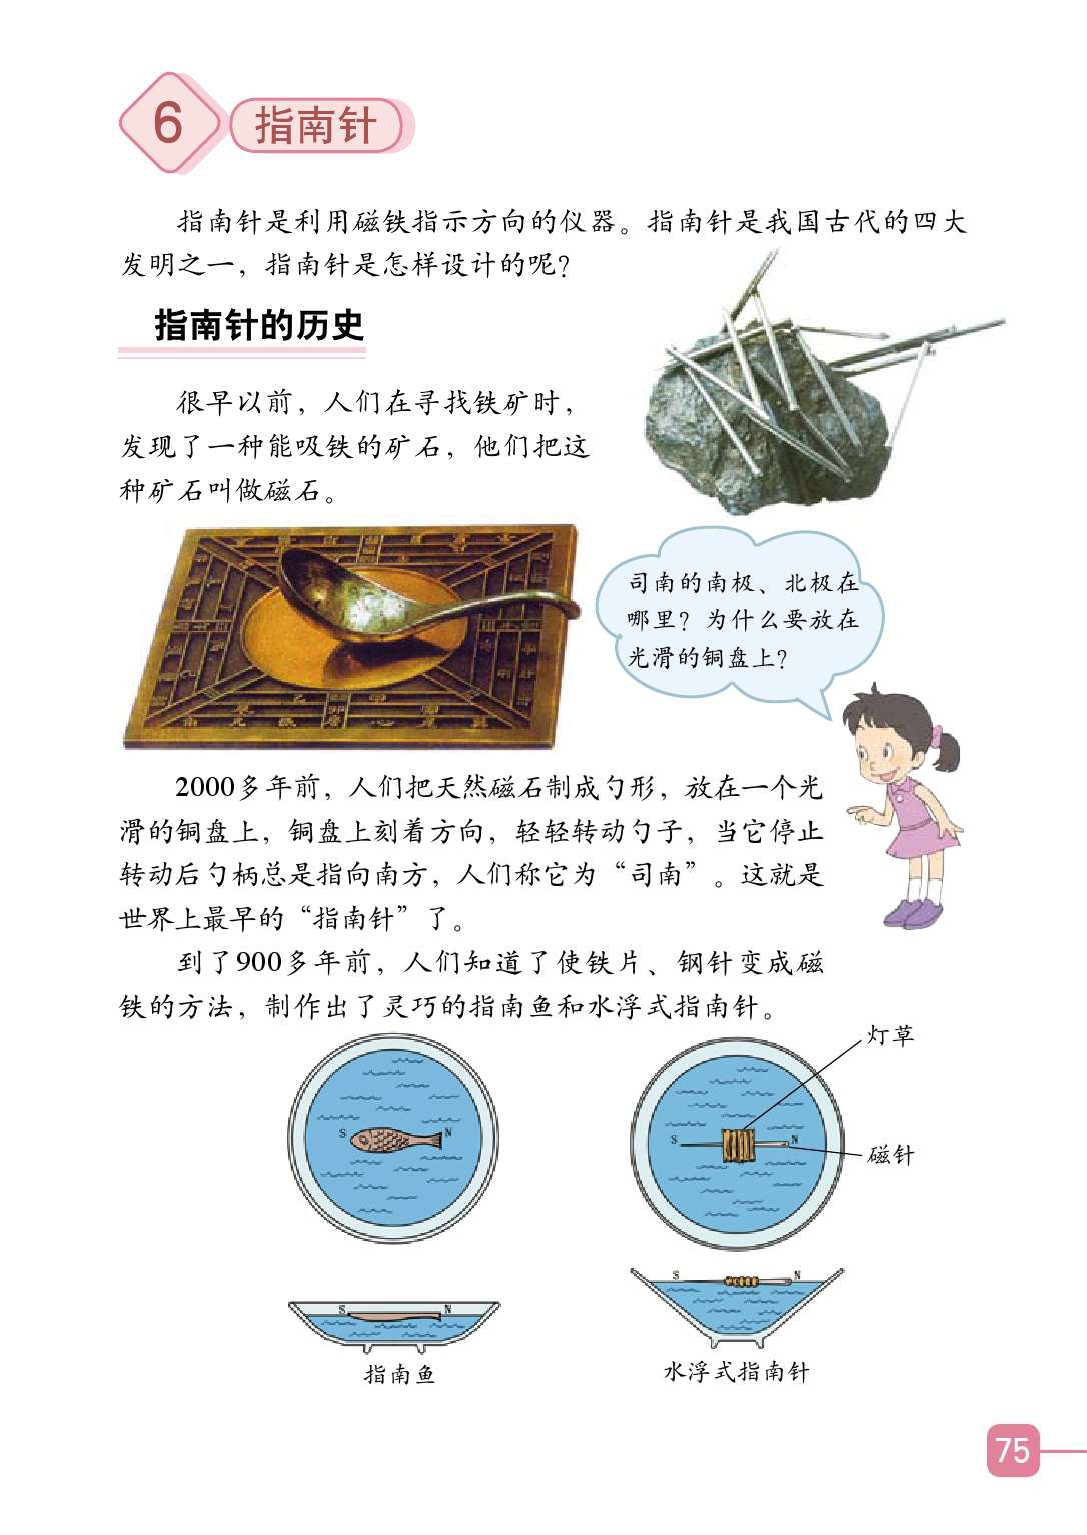 6
指南针
指南针是利用磁铁指示方向的仪器。指南针是我国古代的四大
发明之一，指南针是怎样设计的呢？
指南针的历史
很早以前，人们在寻找铁矿时，
发现了一种能吸铁的矿石，他们把这
种矿石叫做磁石。
司南的南极、北极在
哪里？为什么要放在
光滑的铜盘上？
2000多年前，人们把天然磁石制成勺形，放在一个光
滑的铜盘上，铜盘上刻着方向，轻轻转动勺子，当它停止
转动后勺柄总是指向南方，人们称它为“司南”。这就是
世界上最早的“指南针”了。
到了900多年前，人们知道了使铁片、钢针变成磁
铁的方法，制作出了灵巧的指南鱼和水浮式指南针。
灯草
S N
S N
磁针
S N
S N
指南鱼
水浮式指南针
75